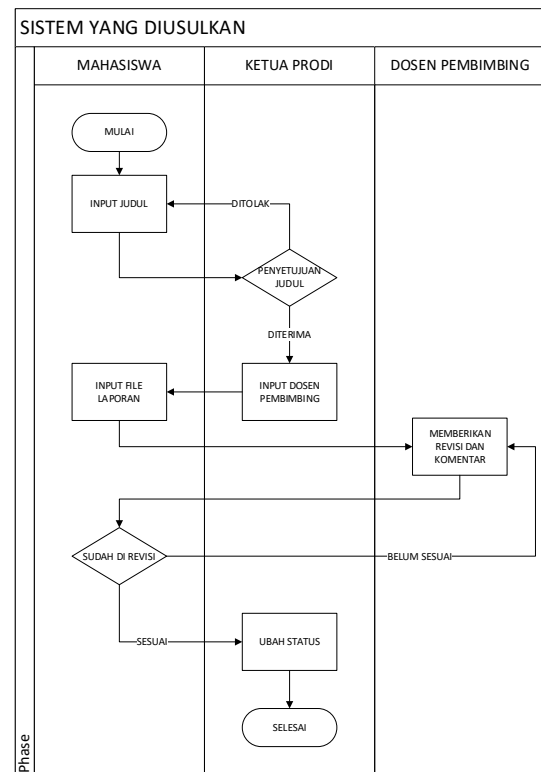 SISTEM YANG DIUSULKAN
MAHASISWA
KETUA PRODI
DOSEN PEMBIMBING
MULAI
INPUT JUDUL
DITOLAK
PENYETUJUAN
JUDUL
DITERIMA
INPUT FILE
LAPORAN
INPUT DOSEN
PEMBIMBING
MEMBERIKAN
REVISI DAN
KOMENTAR
SUDAH DI REVISI
BELUM SESUAI
SESUAI
UBAH STATUS
SELESAI
Phase